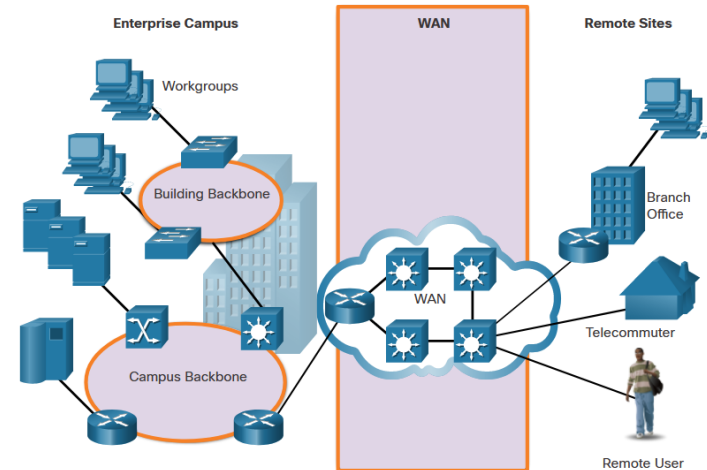 Enterprise Campus
WAN
Remote Sites
Workgroups
Building Backbone
Branch
Office
WAN
Telecommuter
Campus Backbone
Remote User